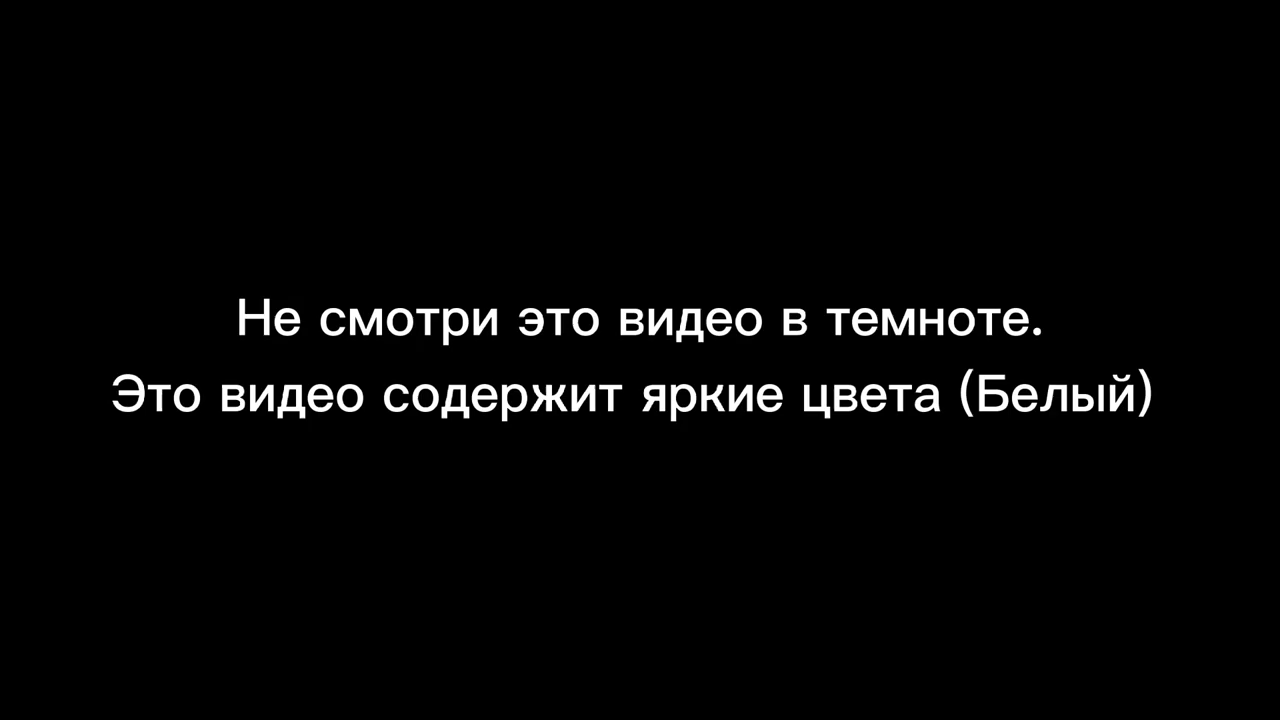 Не смотри это видео в темноте.
Это видео содержит яркие цвета (Белый)